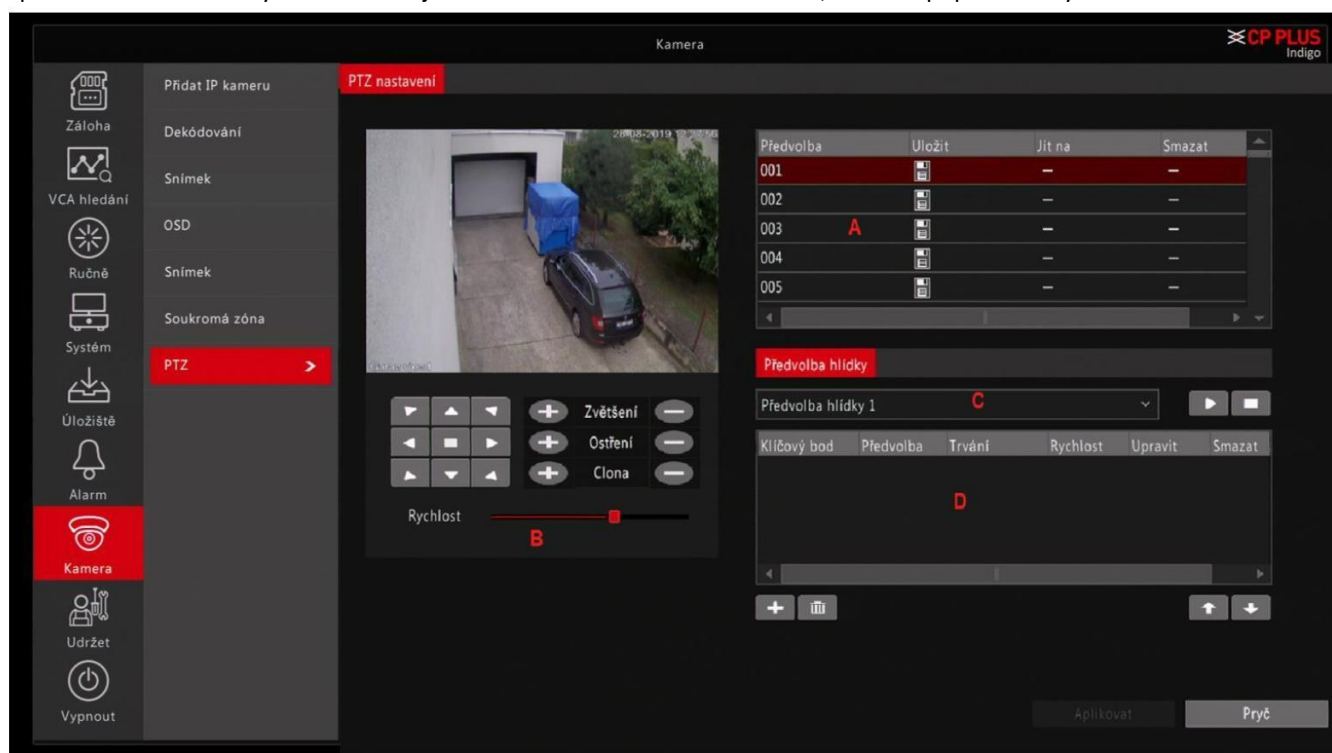 Kamera
CP PLUS
Indigo
Záloha
VCA hledání
Ručně
Systém
Úložiště
Alarm
Kamera
Udržet
Vypnout
Přidat IP kameru
Dekódování
Snímek
OSD
Snímek
Soukromá zóna
PTZ
PTZ nastavení
28-08-2019
Zvětšení
Ostření
Clona
Rychlost
B
Předvolba Uložit Jít na Smazat
001 – –
002 – –
003 A – –
004 – –
005 – –
Předvolba hlídky
Předvolba hlídky 1 C
Klíčový bod Předvolba Trvání Rychlost Upravit Smazat
D
Aplikovat Pryč